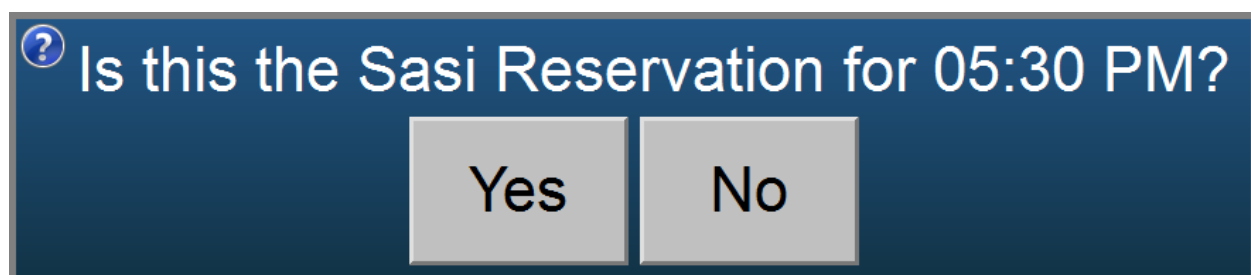 Is this the Sasi Reservation for 05:30 PM?
Yes No